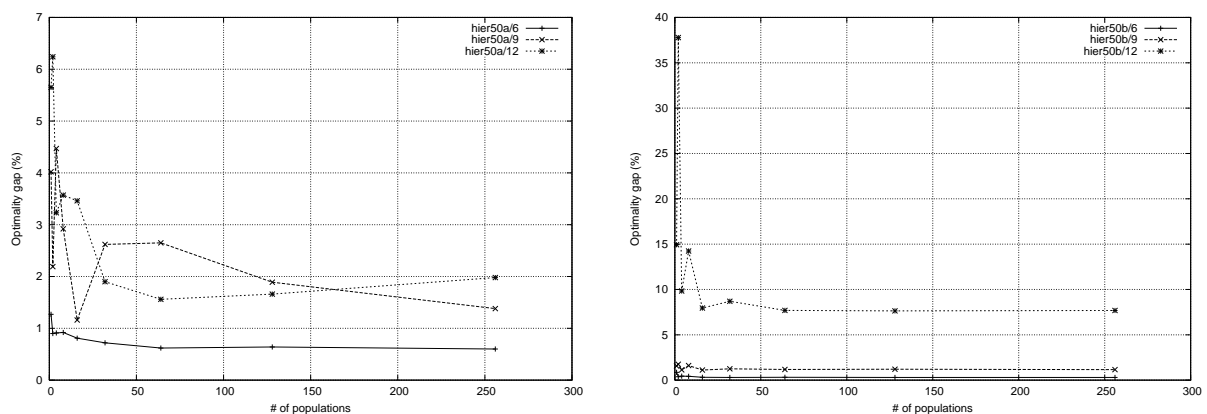 7
6
5
4
3
2
1
0
Optimality gap (%)
0 50 100 150 200 250 300
# of populations
hier50a/6
hier50a/9
hier50a/12
40
35
30
25
20
15
10
5
0
Optimality gap (%)
0 50 100 150 200 250 300
# of populations
hier50b/6
hier50b/9
hier50b/12